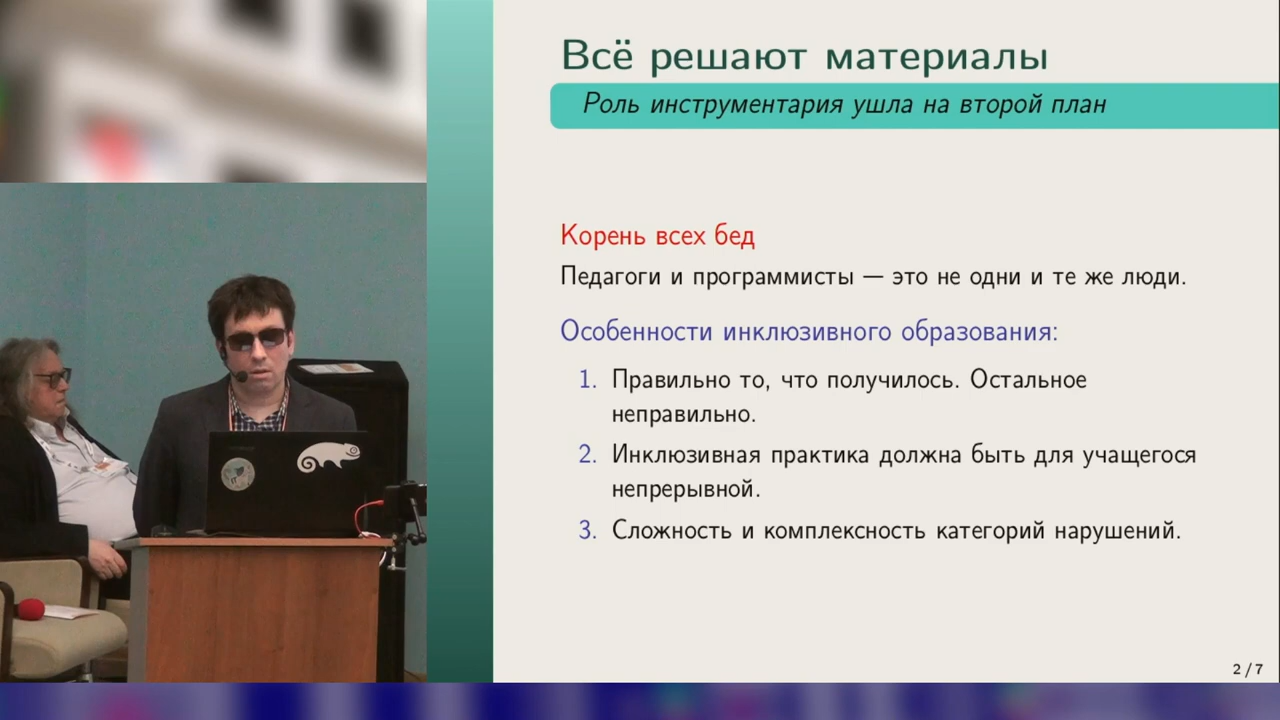 Всё решают материалы
Роль инструментария ушла на второй план
Корень всех бед
Педагоги и программисты — это не одни и те же люди.
Особенности инклюзивного образования:
1. Правильно то, что получилось. Остальное
неправильно.
2. Инклюзивная практика должна быть для учащегося
непрерывной.
3. Сложность и комплексность категорий нарушений.
2 / 7